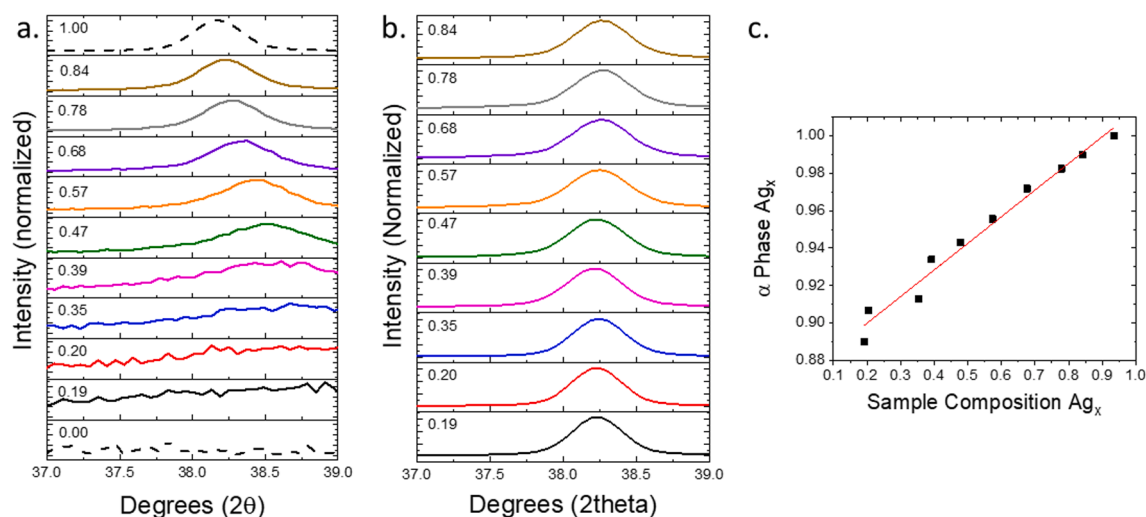 a.
1.00
0.84
0.78
0.68
0.57
0.47
0.39
0.35
0.20
0.19
0.00
Intensity (normalized)
37.0 37.5 38.0 38.5 39.0
Degrees (2θ)
b.
0.84
0.78
0.68
0.57
0.47
0.39
0.35
0.20
0.19
Intensity (Normalized)
37.0 37.5 38.0 38.5 39.0
Degrees (2theta)
c.
α Phase Agₓ
1.00
0.98
0.96
0.94
0.92
0.90
0.88
0.1 0.2 0.3 0.4 0.5 0.6 0.7 0.8 0.9 1.0
Sample Composition Agₓ